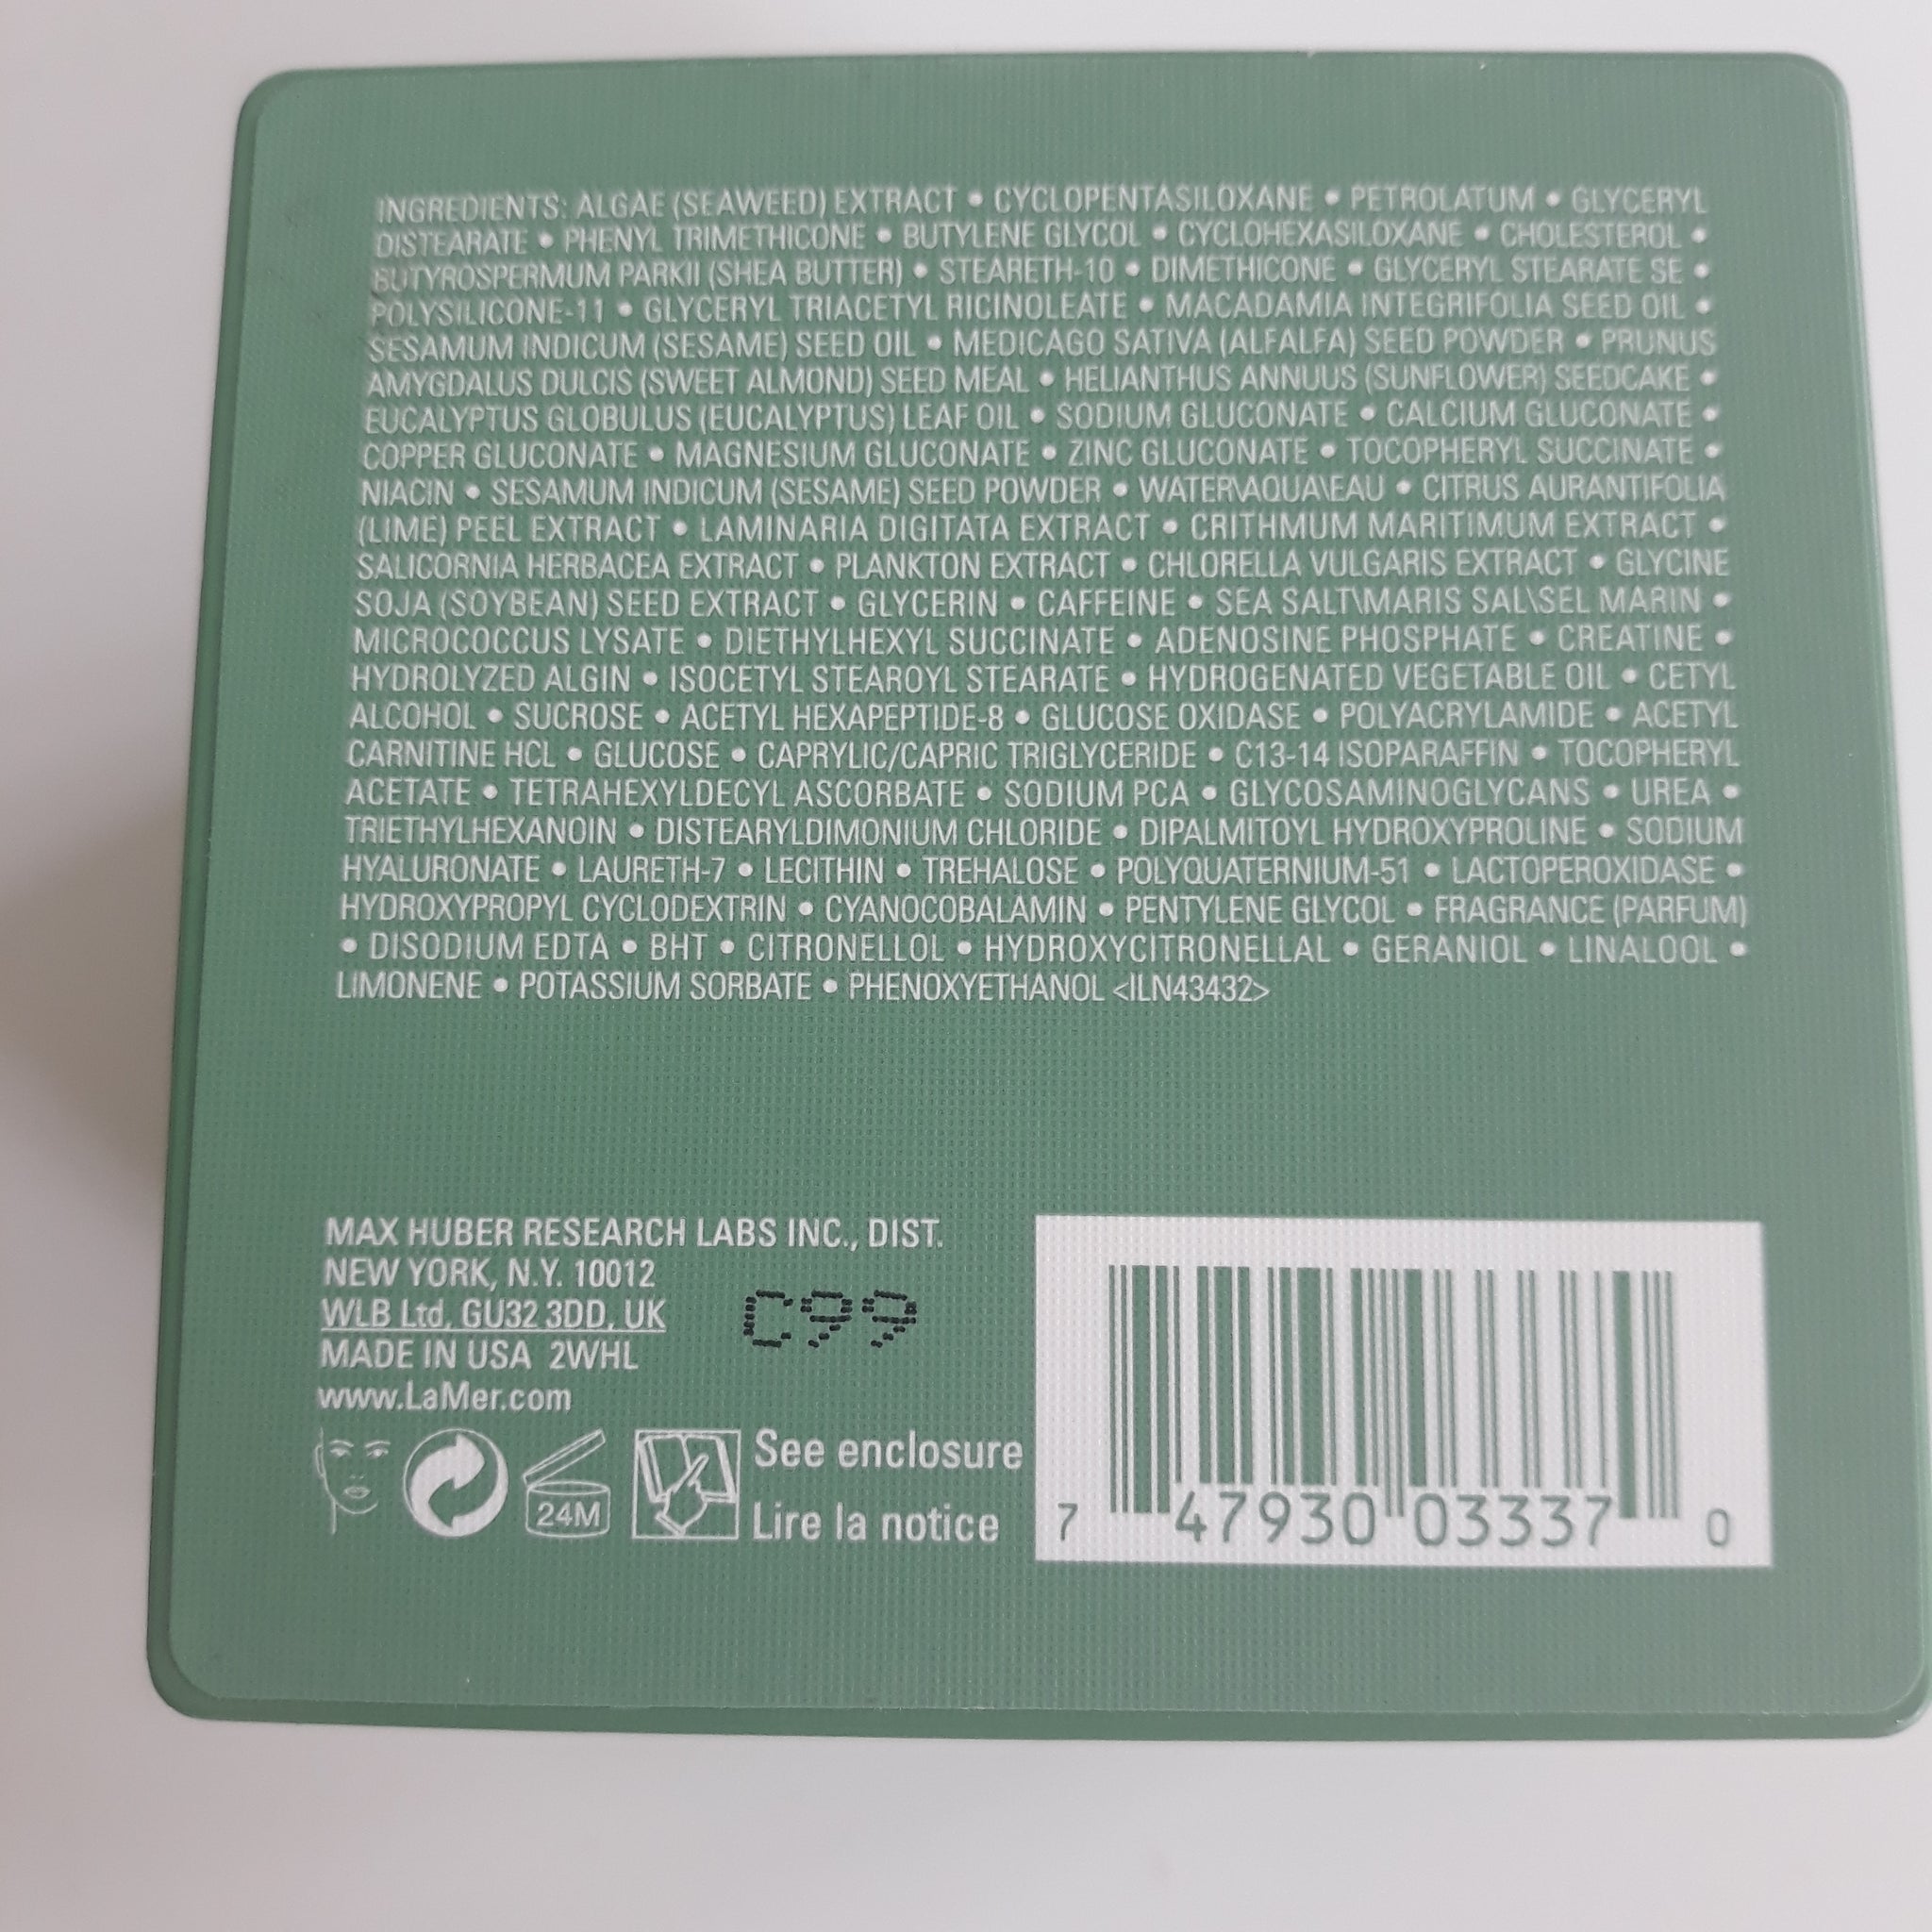 INGREDIENTS: ALGAE (SEAWEED) EXTRACT • CYCLOPENTASILOXANE • PETROLATUM • GLYCERYL
DISTEARATE • PHENYL TRIMETHICONE • BUTYLENE GLYCOL • CYCLOHEXASILOXANE • CHOLESTEROL •
BUTYROSPERMUM PARKII (SHEA BUTTER) • STEARETH-10 • DIMETHICONE • GLYCERYL STEARATE SE •
POLYSILICONE-11 • GLYCERYL TRIACETYL RICINOLEATE • MACADAMIA INTEGRIFOLIA SEED OIL •
SESAMUM INDICUM (SESAME) SEED OIL • MEDICAGO SATIVA (ALFALFA) SEED POWDER • PRUNUS
AMYGDALUS DULCIS (SWEET ALMOND) SEED MEAL • HELIANTHUS ANNUUS (SUNFLOWER) SEEDCAKE •
EUCALYPTUS GLOBULUS (EUCALYPTUS) LEAF OIL • SODIUM GLUCONATE • CALCIUM GLUCONATE •
COPPER GLUCONATE • MAGNESIUM GLUCONATE • ZINC GLUCONATE • TOCOPHERYL SUCCINATE •
NIACIN • SESAMUM INDICUM (SESAME) SEED POWDER • WATER\AQUA\EAU • CITRUS AURANTIFOLIA
(LIME) PEEL EXTRACT • LAMINARIA DIGITATA EXTRACT • CRITHMUM MARITIMUM EXTRACT •
SALICORNIA HERBACEA EXTRACT • PLANKTON EXTRACT • CHLORELLA VULGARIS EXTRACT • GLYCINE
SOJA (SOYBEAN) SEED EXTRACT • GLYCERIN • CAFFEINE • SEA SALT\MARIS SAL\SEL MARIN •
MICROCOCCUS LYSATE • DIETHYLHEXYL SUCCINATE • ADENOSINE PHOSPHATE • CREATINE •
HYDROLYZED ALGIN • ISOCETYL STEAROYL STEARATE • HYDROGENATED VEGETABLE OIL • CETYL
ALCOHOL • SUCROSE • ACETYL HEXAPEPTIDE-8 • GLUCOSE OXIDASE • POLYACRYLAMIDE • ACETYL
CARNITINE HCL • GLUCOSE • CAPRYLIC/CAPRIC TRIGLYCERIDE • C13-14 ISOPARAFFIN • TOCOPHERYL
ACETATE • TETRAHEXYLDECYL ASCORBATE • SODIUM PCA • GLYCOSAMINOGLYCANS • UREA •
TRIETHYLHEXANOIN • DISTEARYLDIMONIUM CHLORIDE • DIPALMITOYL HYDROXYPROLINE • SODIUM
HYALURONATE • LAURETH-7 • LECITHIN • TREHALOSE • POLYQUATERNIUM-51 • LACTOPEROXIDASE •
HYDROXYPROPYL CYCLODEXTRIN • CYANOCOBALAMIN • PENTYLENE GLYCOL • FRAGRANCE (PARFUM)
• DISODIUM EDTA • BHT • CITRONELLOL • HYDROXYCITRONELLAL • GERANIOL • LINALOOL •
LIMONENE • POTASSIUM SORBATE • PHENOXYETHANOL <ILN43432>
MAX HUBER RESEARCH LABS INC., DIST.
NEW YORK, N.Y. 10012
WLB Ltd, GU32 3DD, UK
MADE IN USA 2WHL
www.LaMer.com
C99
24M
See enclosure
Lire la notice
7 47930 03337 0